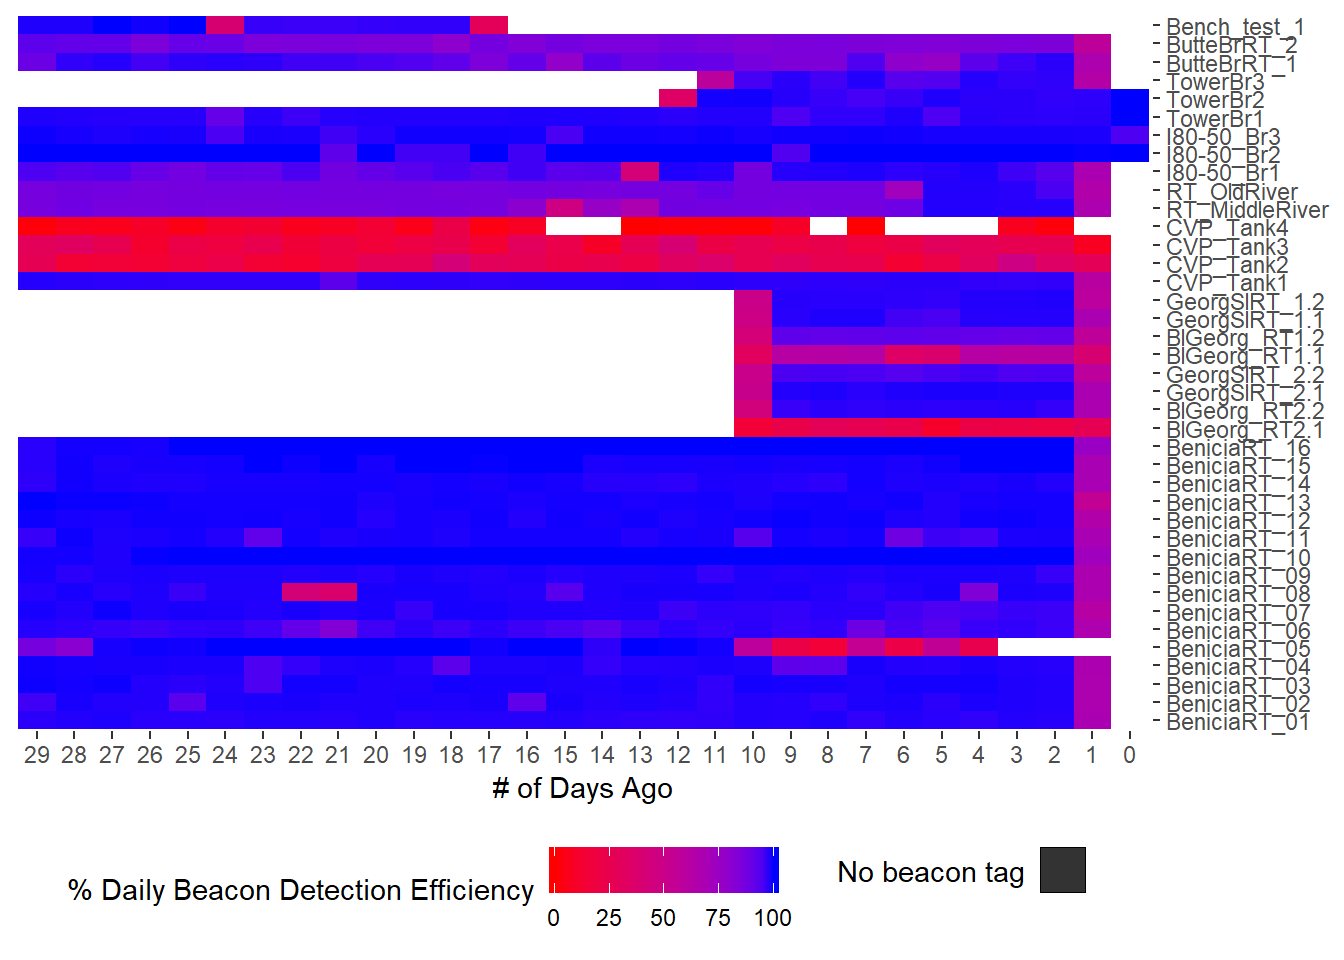 Bench_test_1
ButteBrRT_2
ButteBrRT_1
TowerBr3
TowerBr2
TowerBr1
I80-50_Br3
I80-50_Br2
I80-50_Br1
RT_OldRiver
RT_MiddleRiver
CVP_Tank4
CVP_Tank3
CVP_Tank2
CVP_Tank1
GeorgSlRT_1.2
GeorgSlRT_1.1
BlGeorg_RT1.2
BlGeorg_RT1.1
GeorgSlRT_2.2
GeorgSlRT_2.1
BlGeorg_RT2.2
BlGeorg_RT2.1
BeniciaRT_16
BeniciaRT_15
BeniciaRT_14
BeniciaRT_13
BeniciaRT_12
BeniciaRT_11
BeniciaRT_10
BeniciaRT_09
BeniciaRT_08
BeniciaRT_07
BeniciaRT_06
BeniciaRT_05
BeniciaRT_04
BeniciaRT_03
BeniciaRT_02
BeniciaRT_01
29 28 27 26 25 24 23 22 21 20 19 18 17 16 15 14 13 12 11 10 9 8 7 6 5 4 3 2 1 0
# of Days Ago
% Daily Beacon Detection Efficiency
0 25 50 75 100
No beacon tag